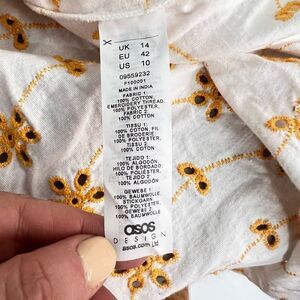 UK 14
EU 42
US 10
09559232
F100001
MADE IN INDIA
FABRIC 1:
100% COTTON,
EMBROIDERY THREAD:
100% POLYESTER,
FABRIC 2:
100% COTTON
TISSU 1:
100% COTON, FIL
DE BRODERIE:
100% POLYESTER,
TISSU 2:
100% COTON
TEJIDO 1:
100% ALGODÓN
HILO DE BORDADO:
100% POLIÉSTER
TEJIDO 2:
100% ALGODÓN
GEWEBE 1:
100% BAUMWOLLE,
STICKGARN:
100% POLYESTER,
GEWEBE 2:
100% BAUMWOLLE
asos
DESIGN
asos.com Ltd